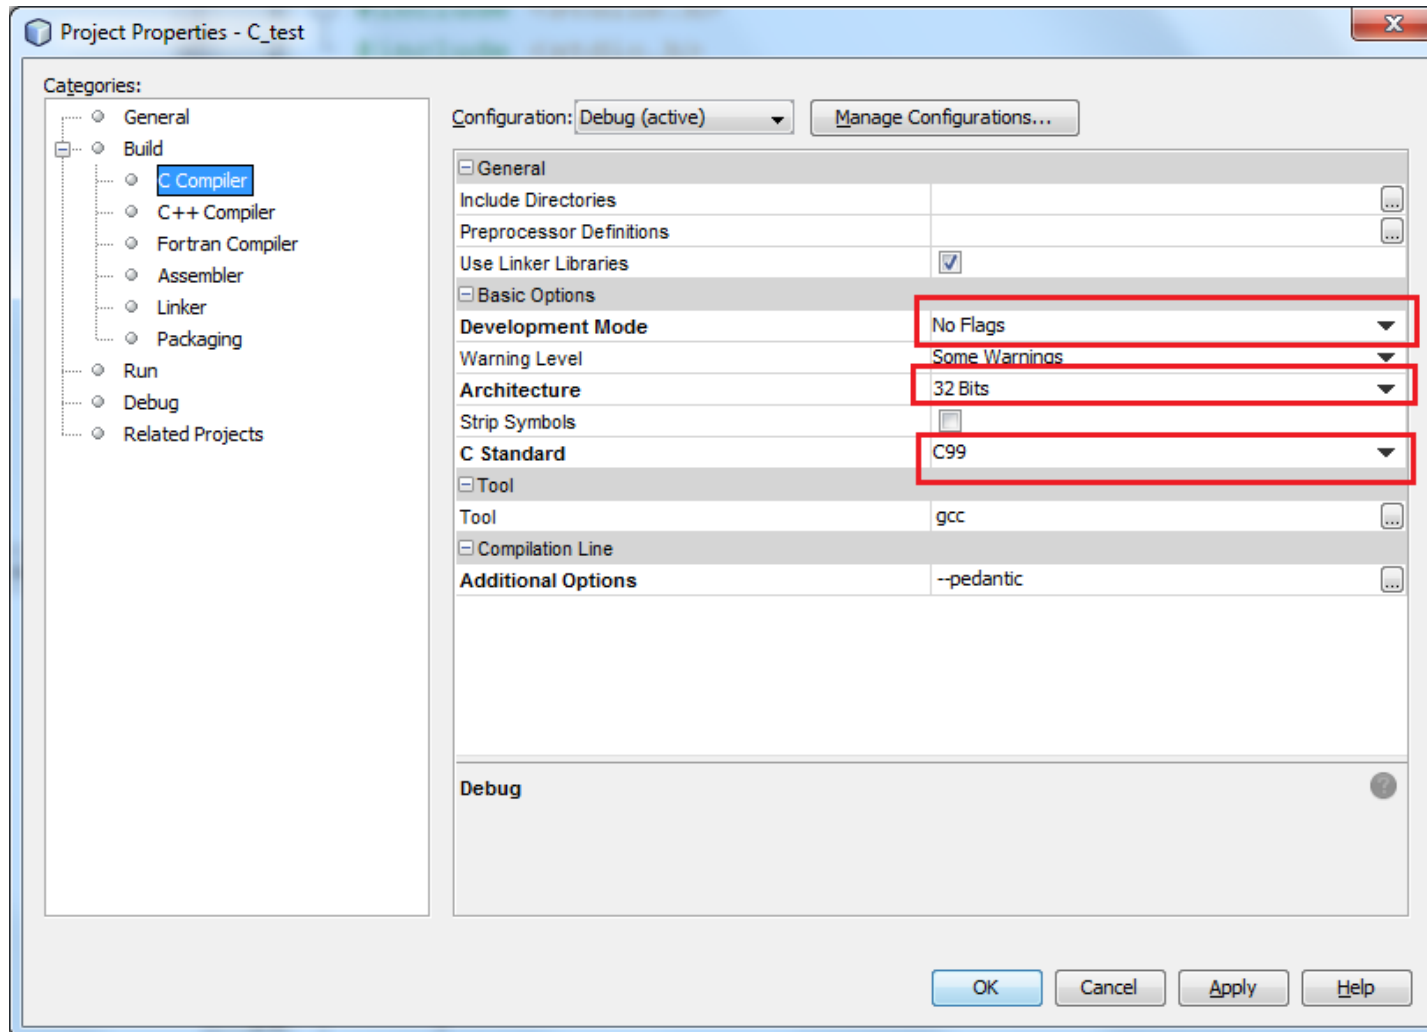 Project Properties - C_test
x
Categories:
General
Build
C Compiler
C++ Compiler
Fortran Compiler
Assembler
Linker
Packaging
Run
Debug
Related Projects
Configuration: Debug (active) Manage Configurations...
General
Include Directories ...
Preprocessor Definitions ...
Use Linker Libraries
Basic Options
Development Mode No Flags
Warning Level Some Warnings
Architecture 32 Bits
Strip Symbols
C Standard C99
Tool
Tool gcc ...
Compilation Line
Additional Options --pedantic ...
Debug ?
OK Cancel Apply Help